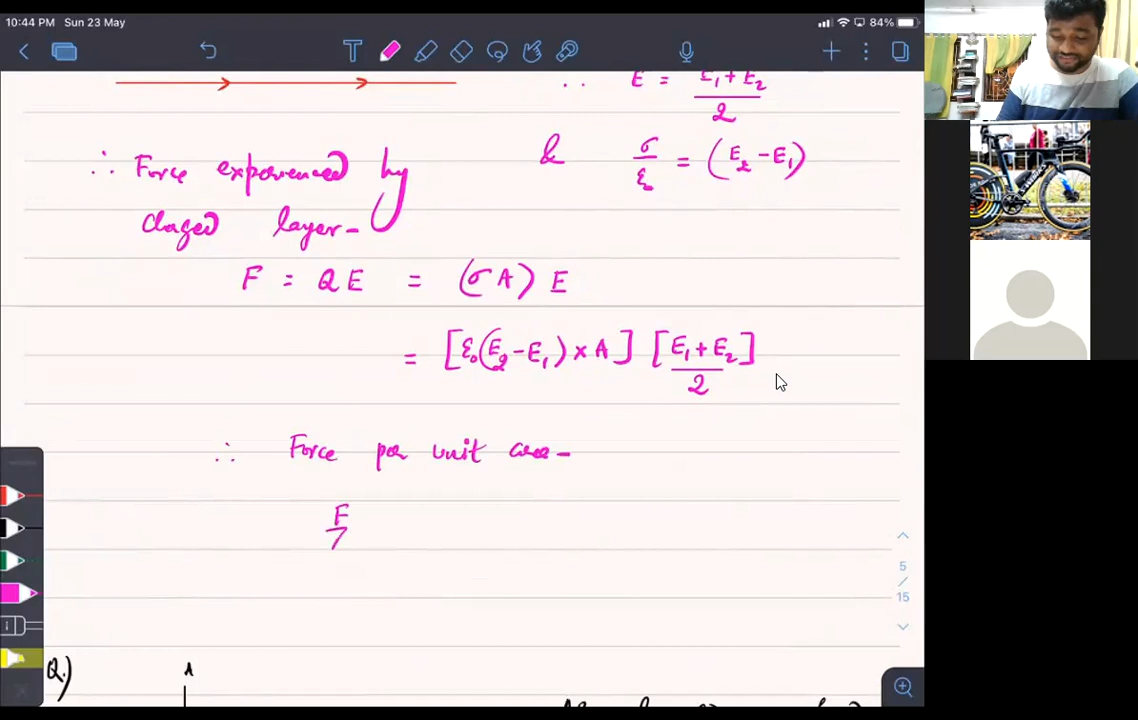 10:44 PM Sun 23 May
84%
∴ E = E₁ + E₂ / 2
& σ/ε₀ = (E₂ - E₁)
∴ Force experienced by
chaged layer-
F = QE = (σA) E
= [ε₀(E₂ - E₁) × A] [E₁ + E₂ / 2]
∴ Force per unit area-
F/
5
/
15
Q.)